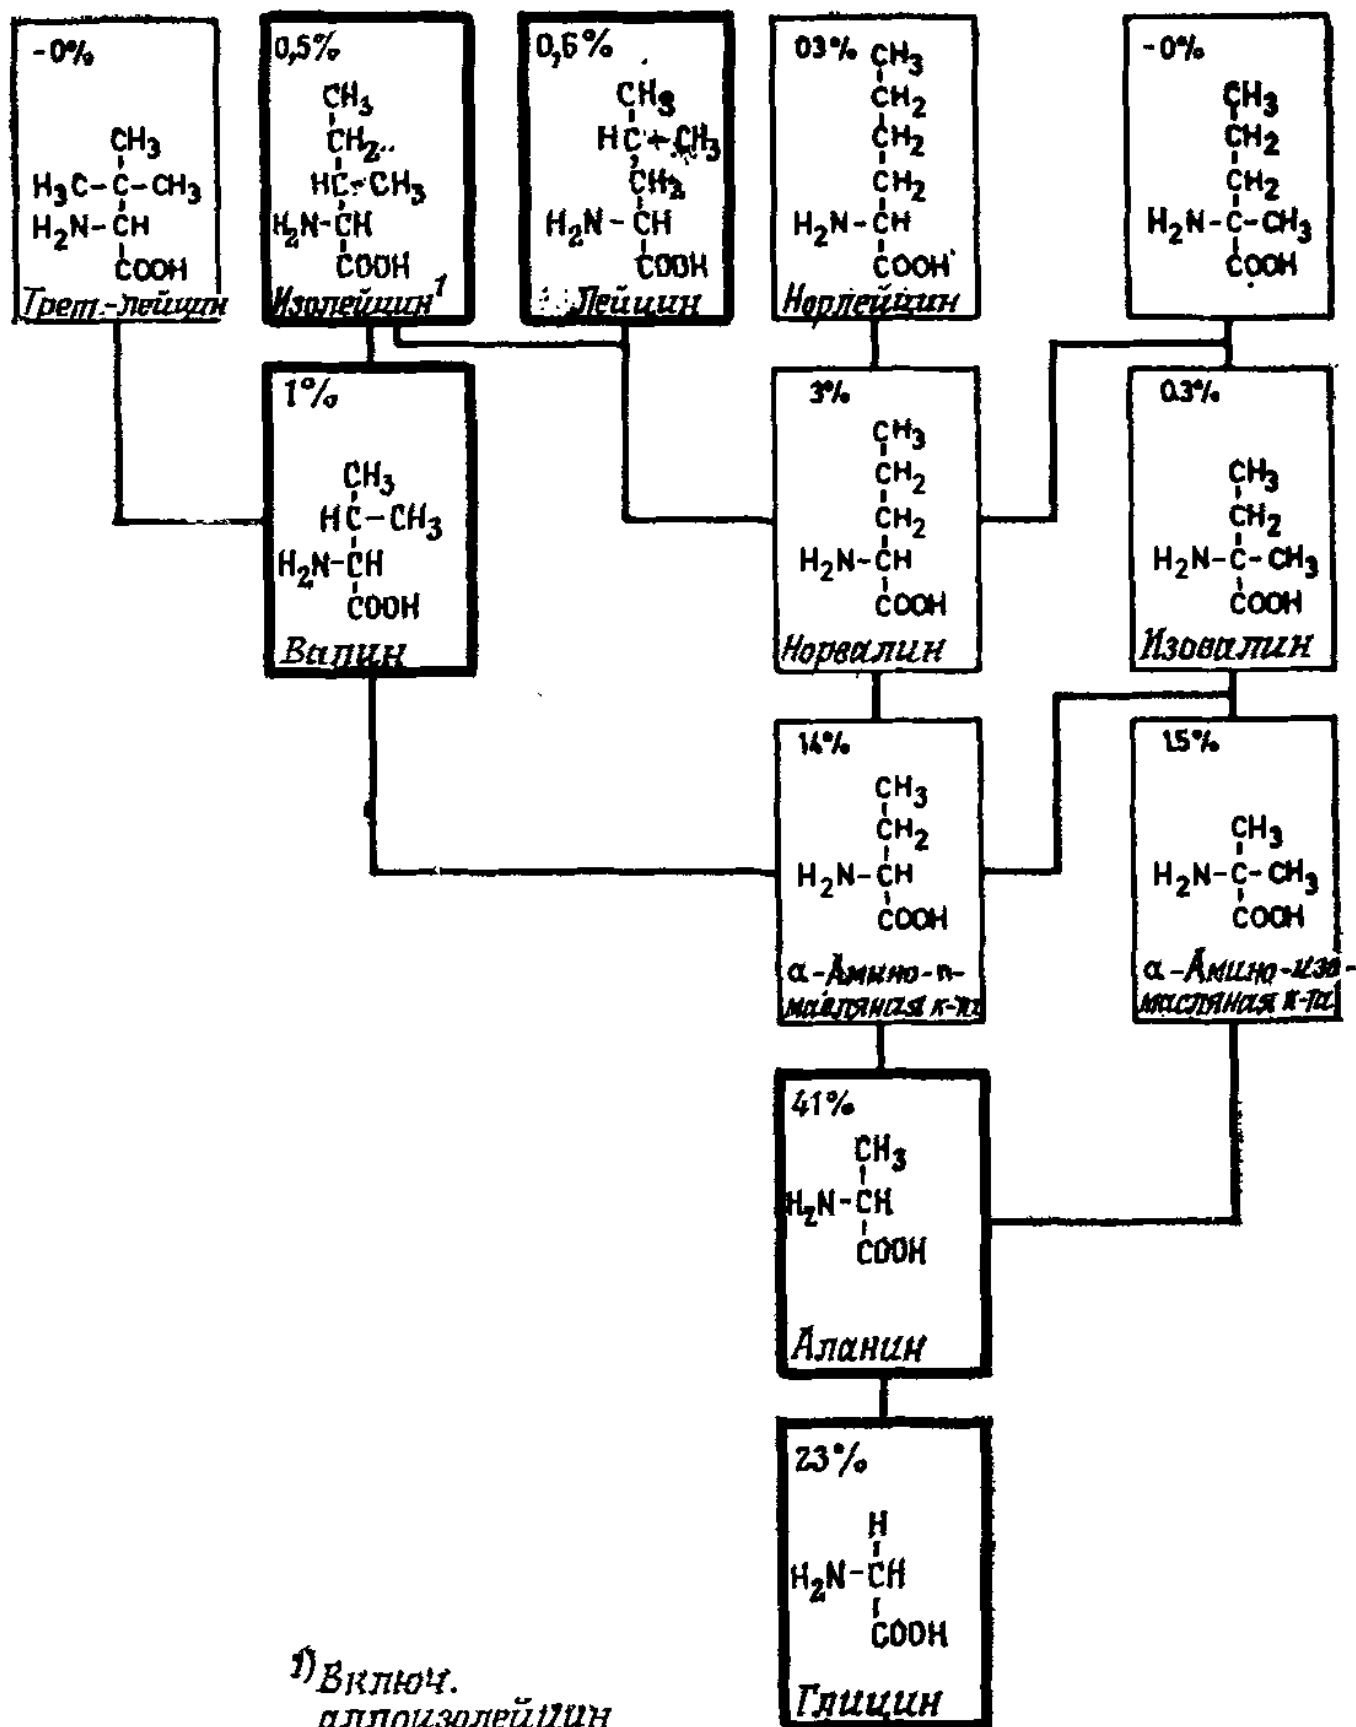 -0%
CH3
H3C-C-CH3
H2N-CH
COOH
Трет.-лейцин
0,5%
CH3
CH2
HC-CH3
H2N-CH
COOH
Изолейцин1
0,6%
CH3
HC-CH3
CH2
H2N-CH
COOH
Лейцин
03%
CH3
CH2
CH2
CH2
H2N-CH
COOH
Норлейцин
-0%
CH3
CH2
CH2
H2N-C-CH3
COOH
1%
CH3
HC-CH3
H2N-CH
COOH
Валин
3%
CH3
CH2
CH2
H2N-CH
COOH
Норвалин
0.3%
CH3
CH2
H2N-C-CH3
COOH
Изовалин
14%
CH3
CH2
H2N-CH
COOH
α-Амино-n-
масляная к-та
15%
CH3
H2N-C-CH3
COOH
α-Амино-изо-
масляная к-та
41%
CH3
H2N-CH
COOH
Аланин
23%
H
H2N-CH
COOH
Глицин
1) Включ.
аллоизолейцин